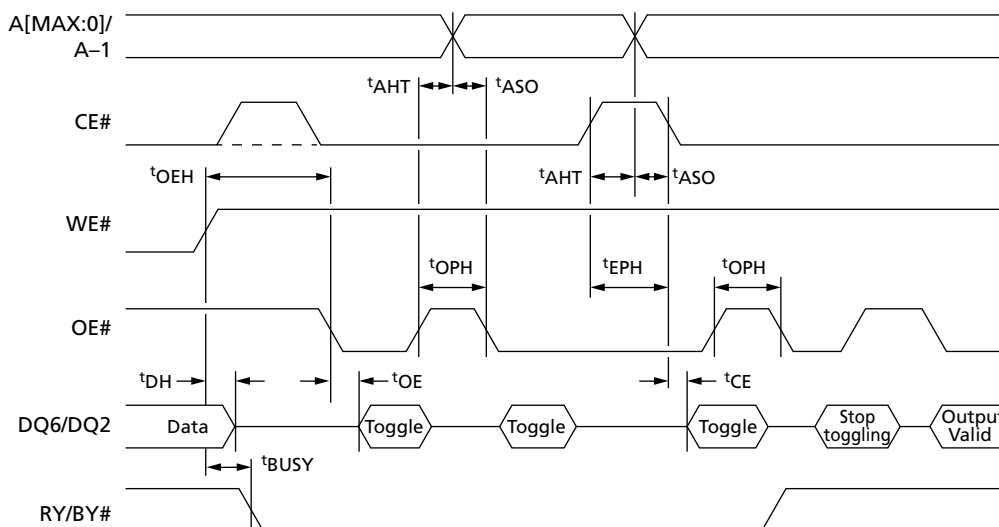 A[MAX:0]/
A–1
tAHT
tASO
CE#
tOEH
tAHT
tASO
WE#
tOPH
tEPH
tOPH
OE#
tDH
tOE
tCE
DQ6/DQ2
Data
Toggle
Toggle
Toggle
Stop
toggling
Output
Valid
tBUSY
RY/BY#